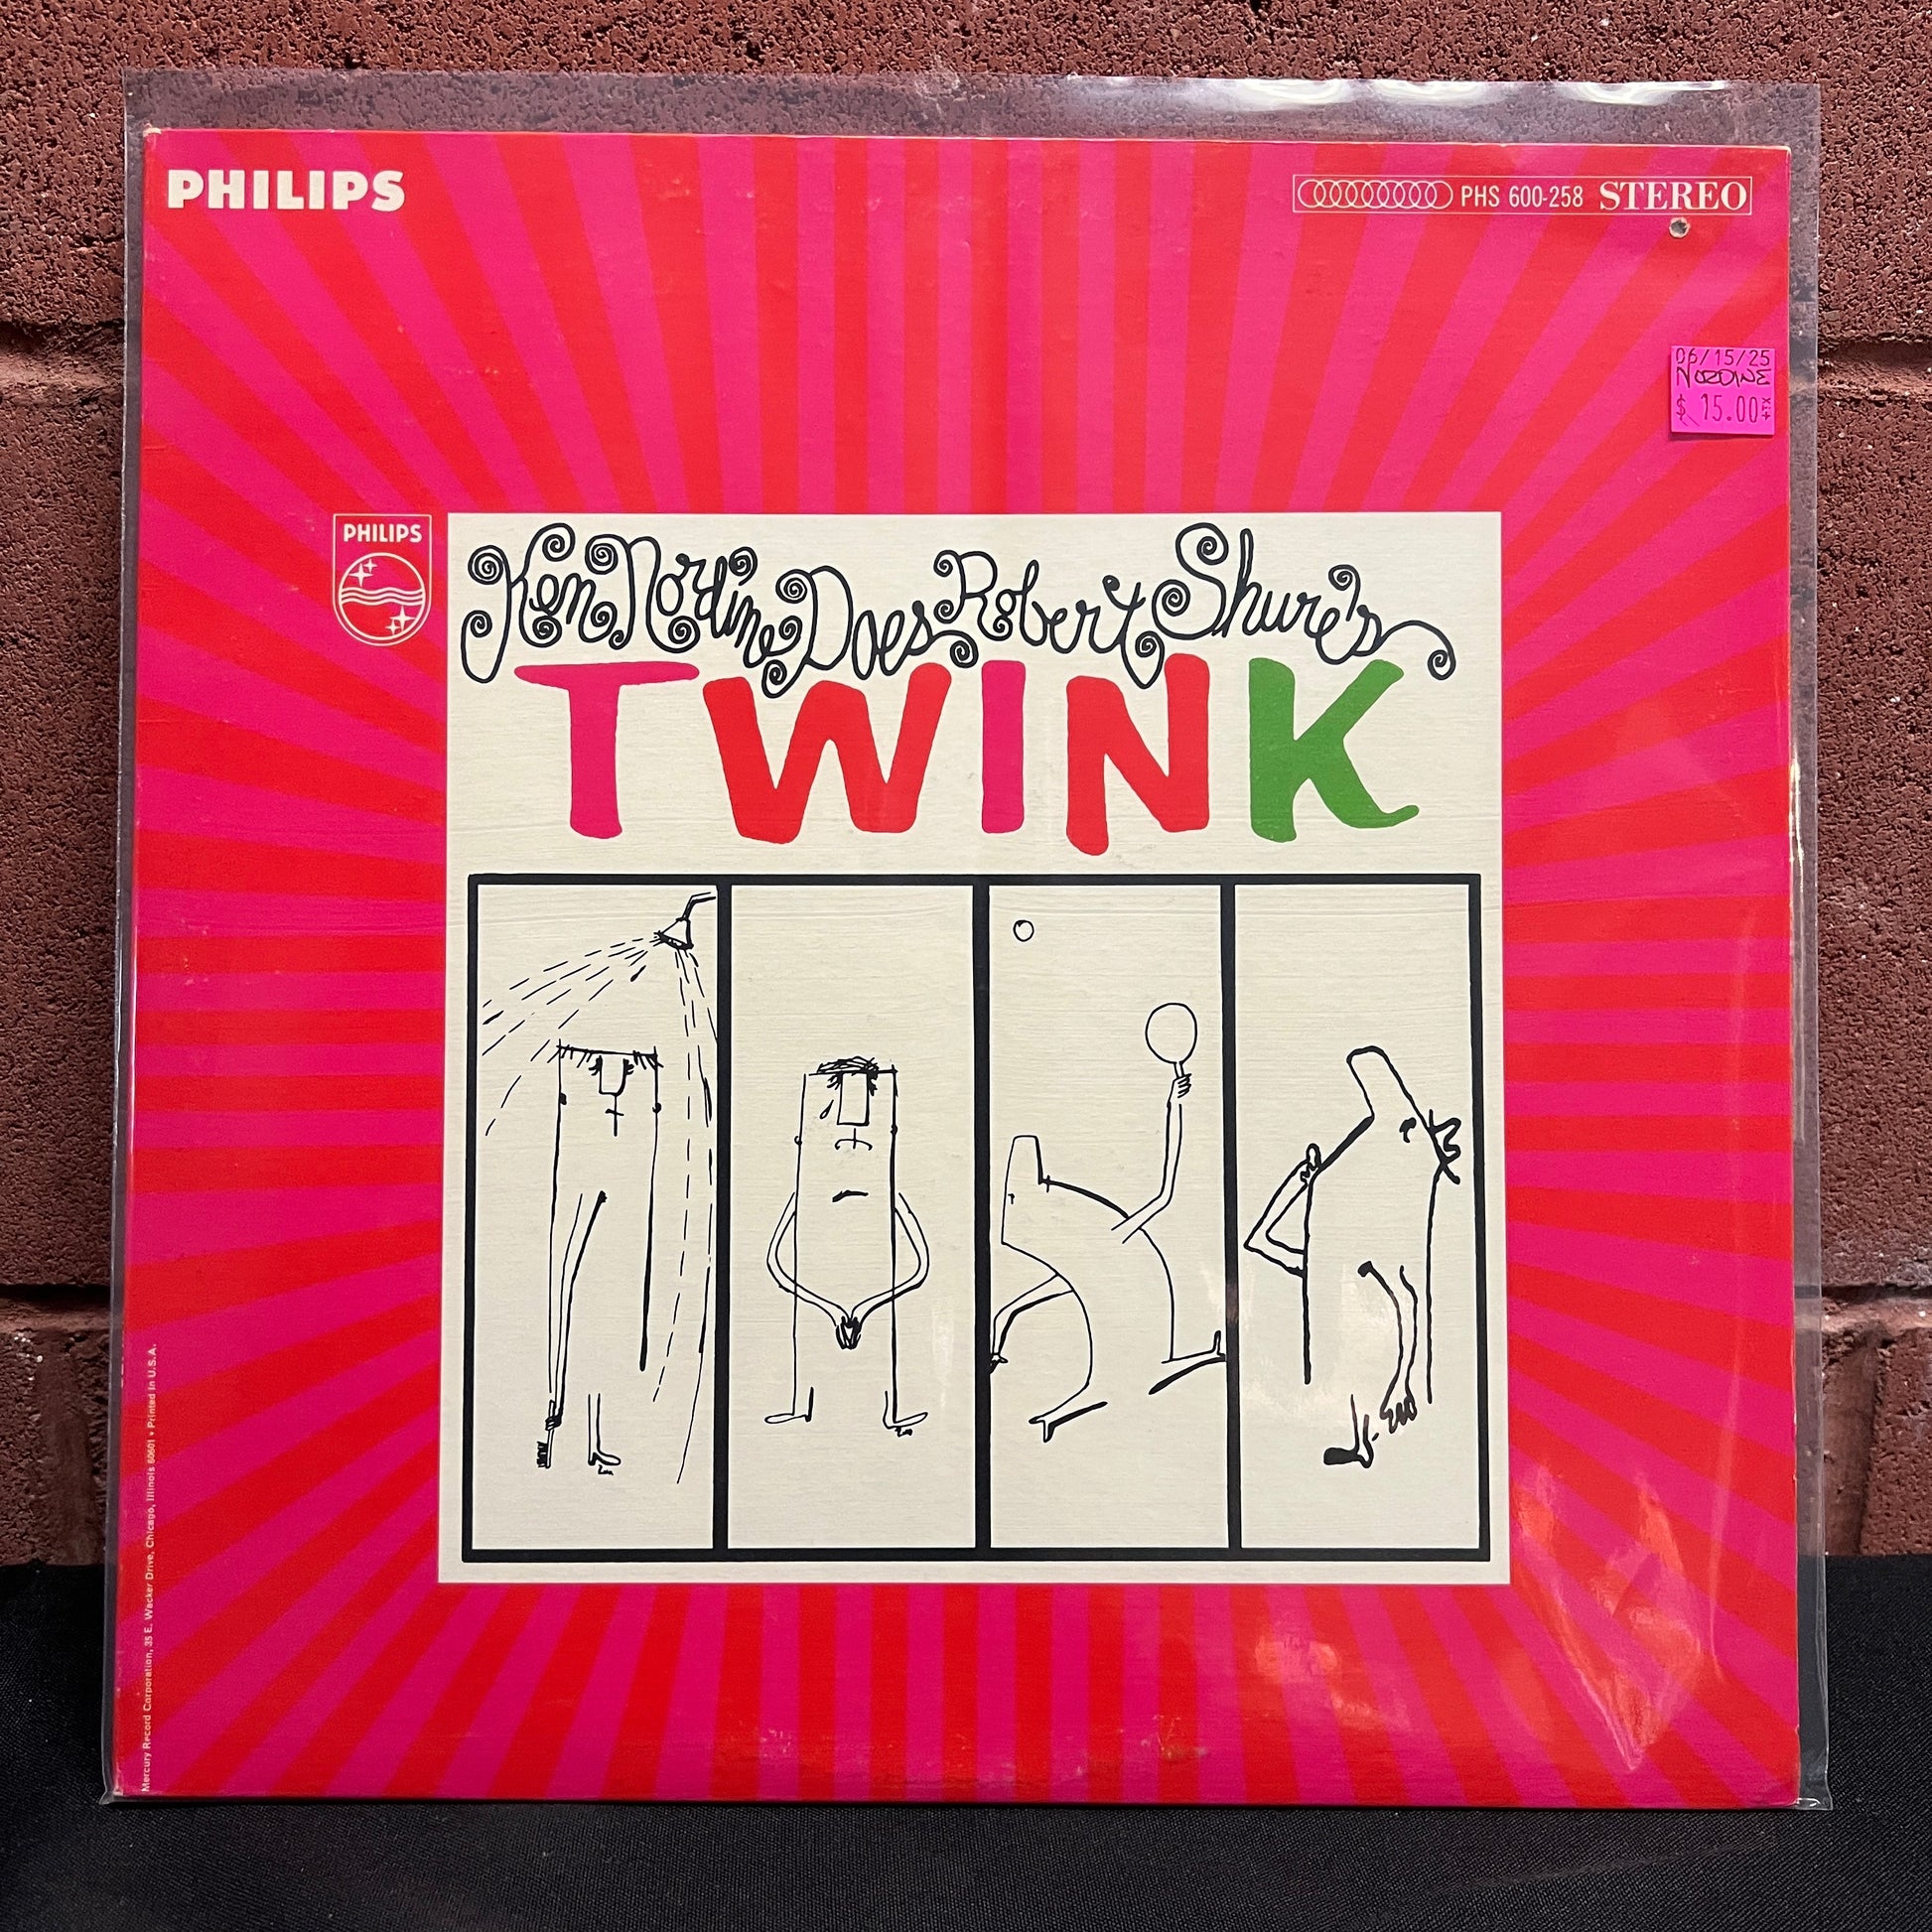 PHILIPS
PHS 600-258 STEREO
06/15/25
NORDINE
$ 15.00 +TX
PHILIPS
Ken Nordine Does Robert Shure's
TWINK
Mercury Record Corporation, 35 E. Wacker Drive, Chicago, Illinois 60601 • Printed in U.S.A.